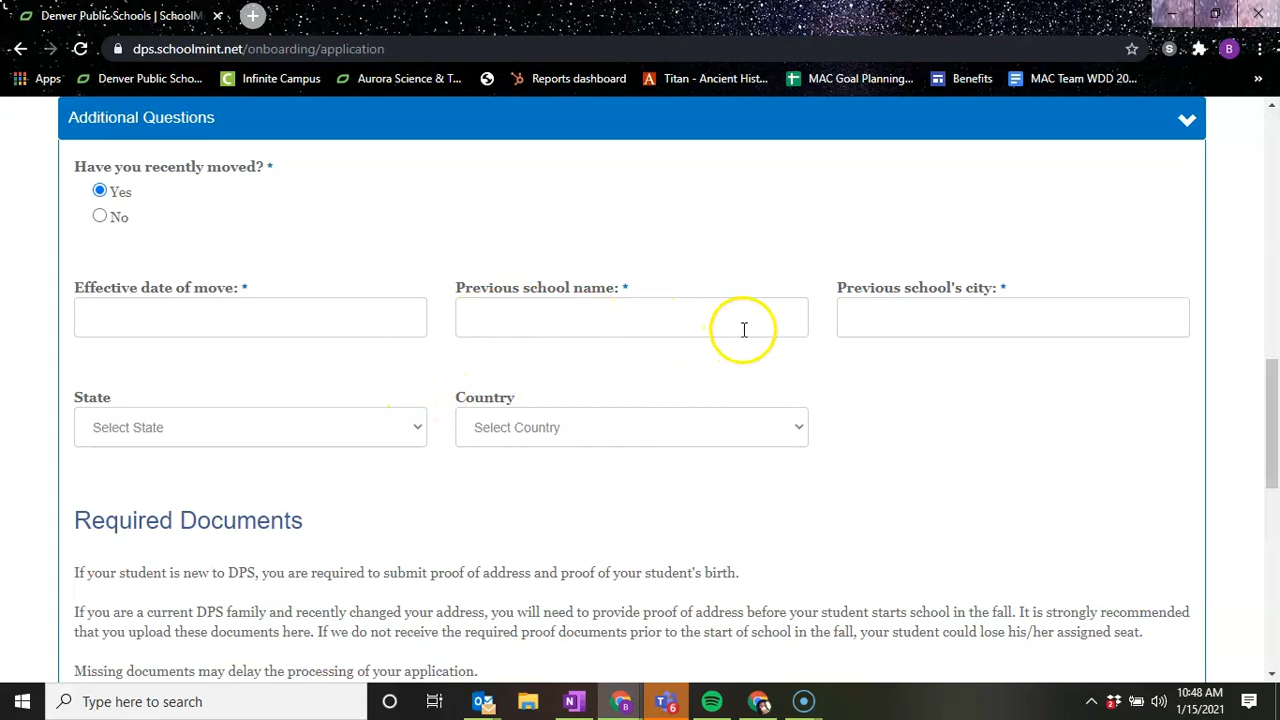 Denver Public Schools | SchoolM
dps.schoolmint.net/onboarding/application
S
B
Apps
Denver Public Scho...
C
Infinite Campus
Aurora Science & T...
Reports dashboard
A
Titan - Ancient Hist...
MAC Goal Planning...
Benefits
MAC Team WDD 20...
»
Additional Questions
Have you recently moved? *
Yes
No
Effective date of move: *
Previous school name: *
Previous school's city: *
State
Country
Select State
Select Country
Required Documents
If your student is new to DPS, you are required to submit proof of address and proof of your student's birth.
If you are a current DPS family and recently changed your address, you will need to provide proof of address before your student starts school in the fall. It is strongly recommended
that you upload these documents here. If we do not receive the required proof documents prior to the start of school in the fall, your student could lose his/her assigned seat.
Missing documents may delay the processing of your application.
Type here to search
N
B
6
10:48 AM
1/15/2021